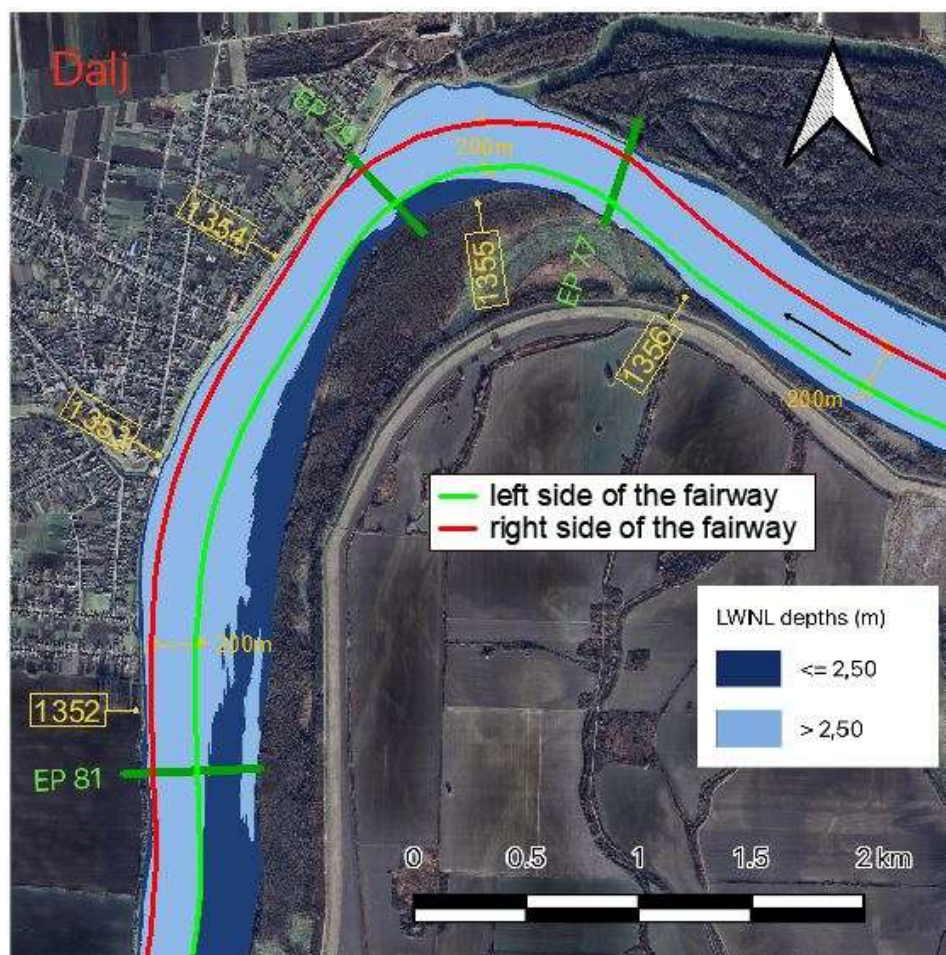 Dalj
EP 79
200m
1354
1355
EP 77
1356
200m
1353
left side of the fairway
right side of the fairway
LWNL depths (m)
<= 2,50
> 2,50
200m
1352
EP 81
0 0.5 1 1.5 2 km